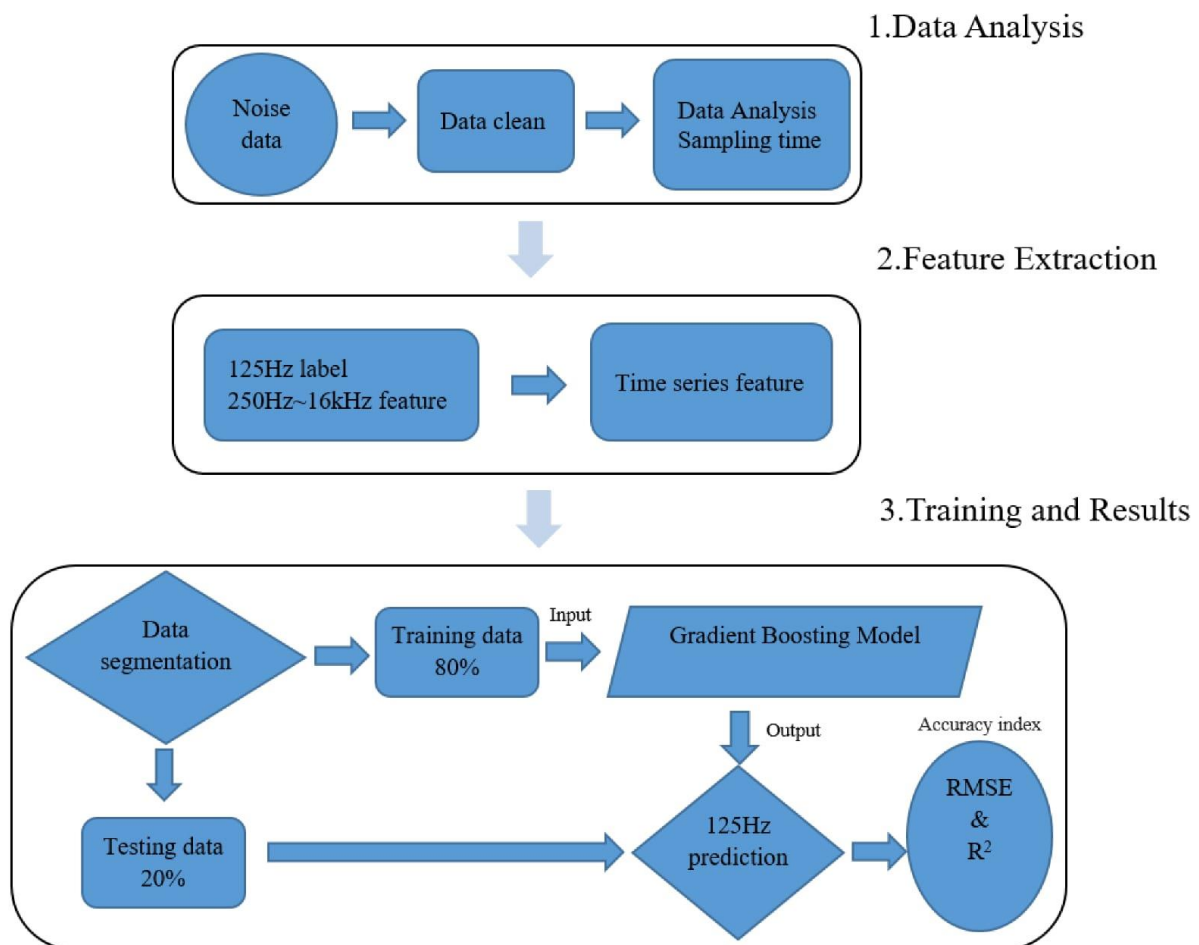 1.Data Analysis
Noise
data
Data clean
Data Analysis
Sampling time
2.Feature Extraction
125Hz label
250Hz~16kHz feature
Time series feature
3.Training and Results
Data
segmentation
Training data
80%
Input
Gradient Boosting Model
Output
Accuracy index
Testing data
20%
125Hz
prediction
RMSE
&
R²